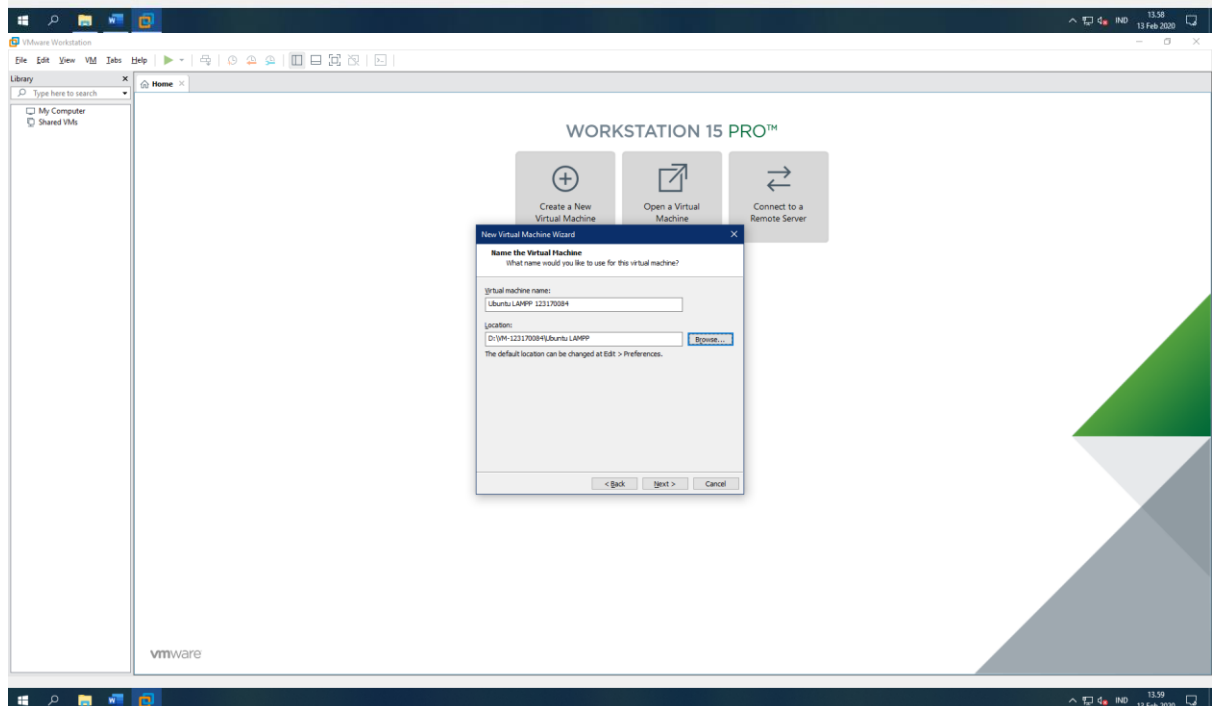 13.58
IND
13 Feb 2020
VMware Workstation
File Edit View VM Tabs Help
Library
Home
Type here to search
My Computer
Shared VMs
WORKSTATION 15 PRO™
Create a New
Virtual Machine
Open a Virtual
Machine
Connect to a
Remote Server
New Virtual Machine Wizard
Name the Virtual Machine
What name would you like to use for this virtual machine?
Virtual machine name:
Ubuntu LAMPP 123170084
Location:
D:\VM-123170084\Ubuntu LAMPP
Browse...
The default location can be changed at Edit > Preferences.
< Back Next > Cancel
vmware
13.59
IND
13 Feb 2020